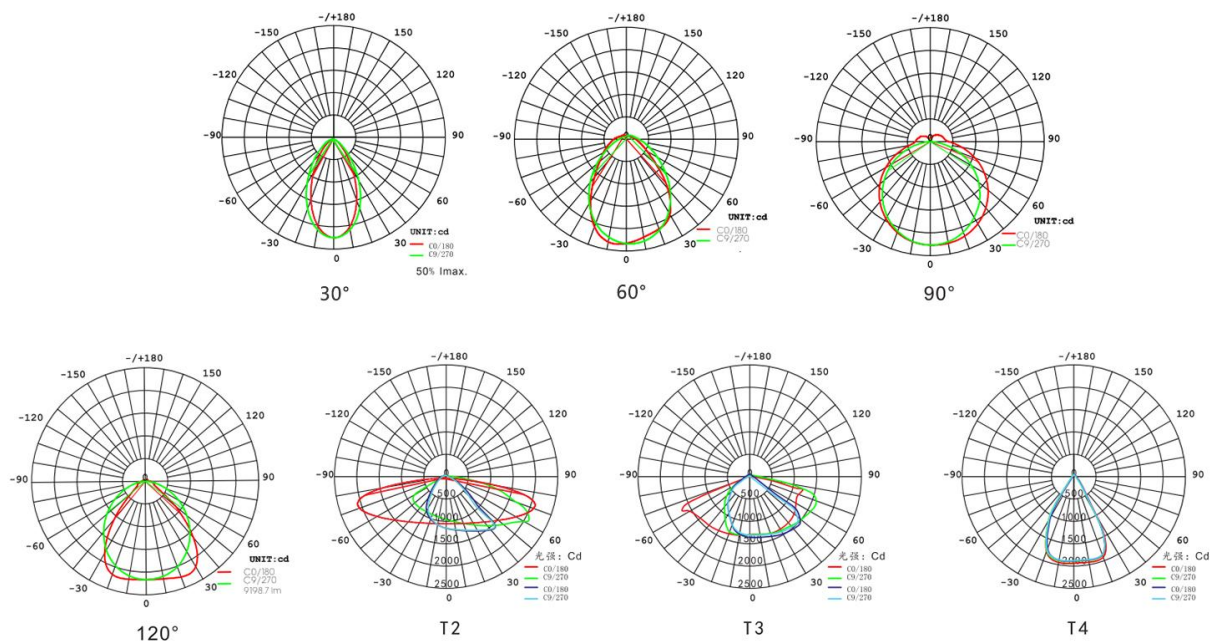 -/+180
-150 150
-120 120
-90 90
-60 60
-30 30
0
UNIT:cd
C0/180
C9/270
50% Imax.
30°
-/+180
-150 150
-120 120
-90 90
-60 60
-30 30
0
UNIT:cd
C0/180
C9/270
60°
-/+180
-150 150
-120 120
-90 90
-60 60
-30 30
0
UNIT:cd
C0/180
C9/270
90°
-/+180
-150 150
-120 120
-90 90
-60 60
-30 30
0
0
UNIT:cd
C0/180
C9/270
9198.7lm
120°
-/+180
-150 150
-120 120
-90 90
-60 60
-30 30
0
0
500
1000
1500
2000
2500
光强: Cd
C0/180
C9/270
C0/180
C9/270
T2
-/+180
-150 150
-120 120
-90 90
-60 60
-30 30
0
0
500
1000
1500
2000
2500
光强: Cd
C0/180
C9/270
C0/180
C9/270
T3
-/+180
-150 150
-120 120
-90 90
-60 60
-30 30
0
0
500
1000
1500
2000
2500
光强: Cd
C0/180
C9/270
C0/180
C9/270
T4